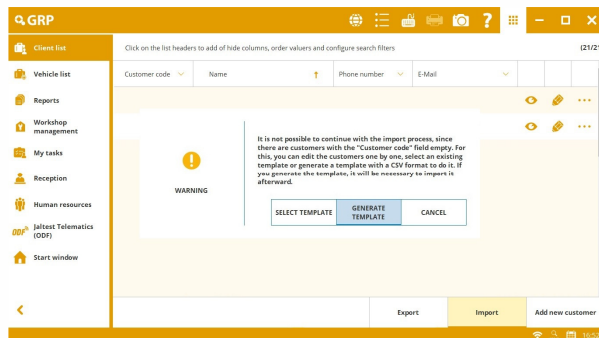 GRP
?
Client list
Click on the list headers to add of hide columns, order valuers and configure search filters
(21/21
Vehicle list
Customer code
Name
Phone number
E-Mail
Reports
Workshop
management
My tasks
Reception
Human resources
ODF
Jaltest Telematics
(ODF)
Start window
WARNING
It is not possible to continue with the import process, since
there are customers with the "Customer code" field empty. For
this, you can edit the customers one by one, select an existing
template or generate a template with a CSV format to do it. If
you generate the template, it will be necessary to import it
afterward.
SELECT TEMPLATE
GENERATE
TEMPLATE
CANCEL
Export
Import
Add new customer